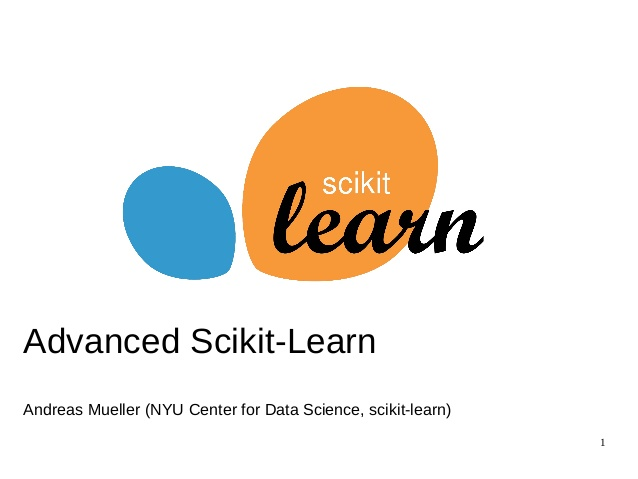 scikit
learn
Advanced Scikit-Learn
Andreas Mueller (NYU Center for Data Science, scikit-learn)
1